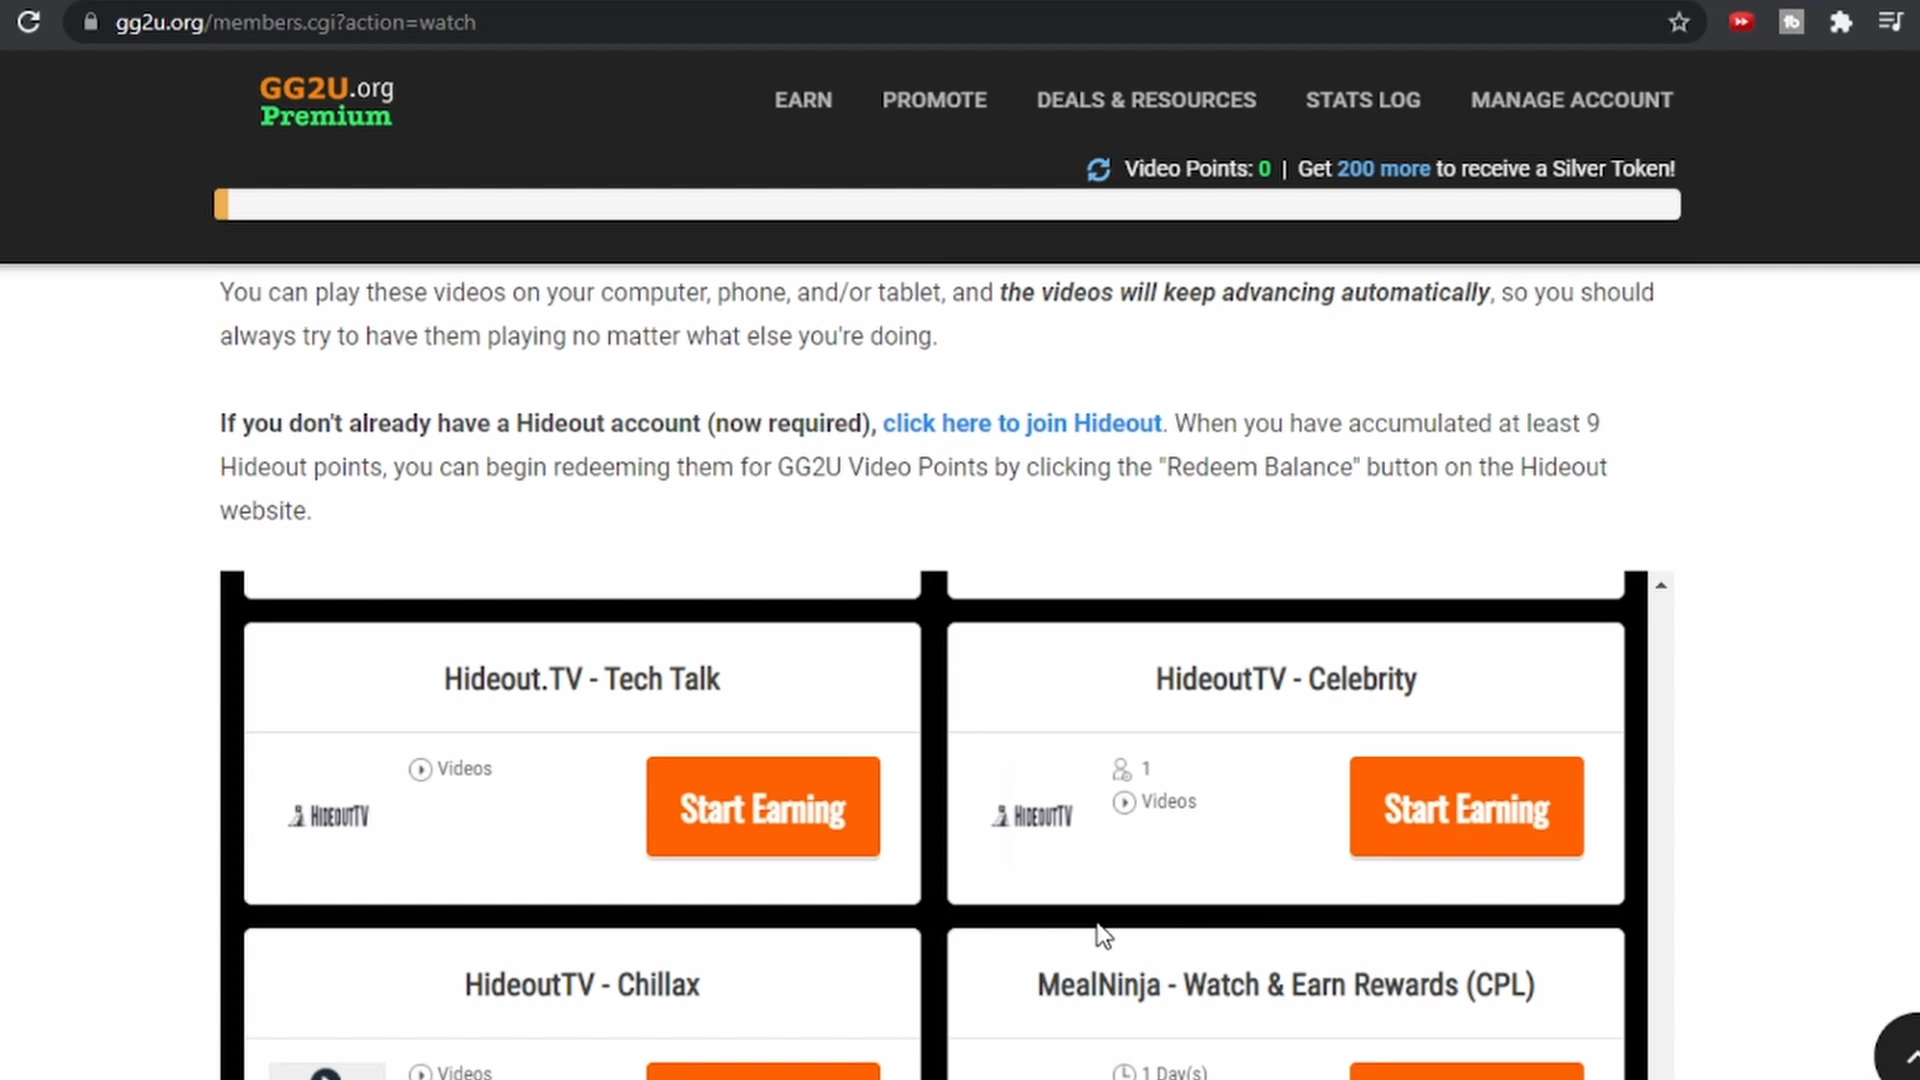 gg2u.org/members.cgi?action=watch
GG2U.org
Premium
EARN
PROMOTE
DEALS & RESOURCES
STATS LOG
MANAGE ACCOUNT
Video Points: 0 | Get 200 more to receive a Silver Token!
You can play these videos on your computer, phone, and/or tablet, and the videos will keep advancing automatically, so you should
always try to have them playing no matter what else you're doing.
If you don't already have a Hideout account (now required), click here to join Hideout. When you have accumulated at least 9
Hideout points, you can begin redeeming them for GG2U Video Points by clicking the "Redeem Balance" button on the Hideout
website.
Hideout.TV - Tech Talk
Videos
HIDEOUTTV
Start Earning
HideoutTV - Celebrity
1
Videos
HIDEOUTTV
Start Earning
HideoutTV - Chillax
Videos
MealNinja - Watch & Earn Rewards (CPL)
1 Day(s)